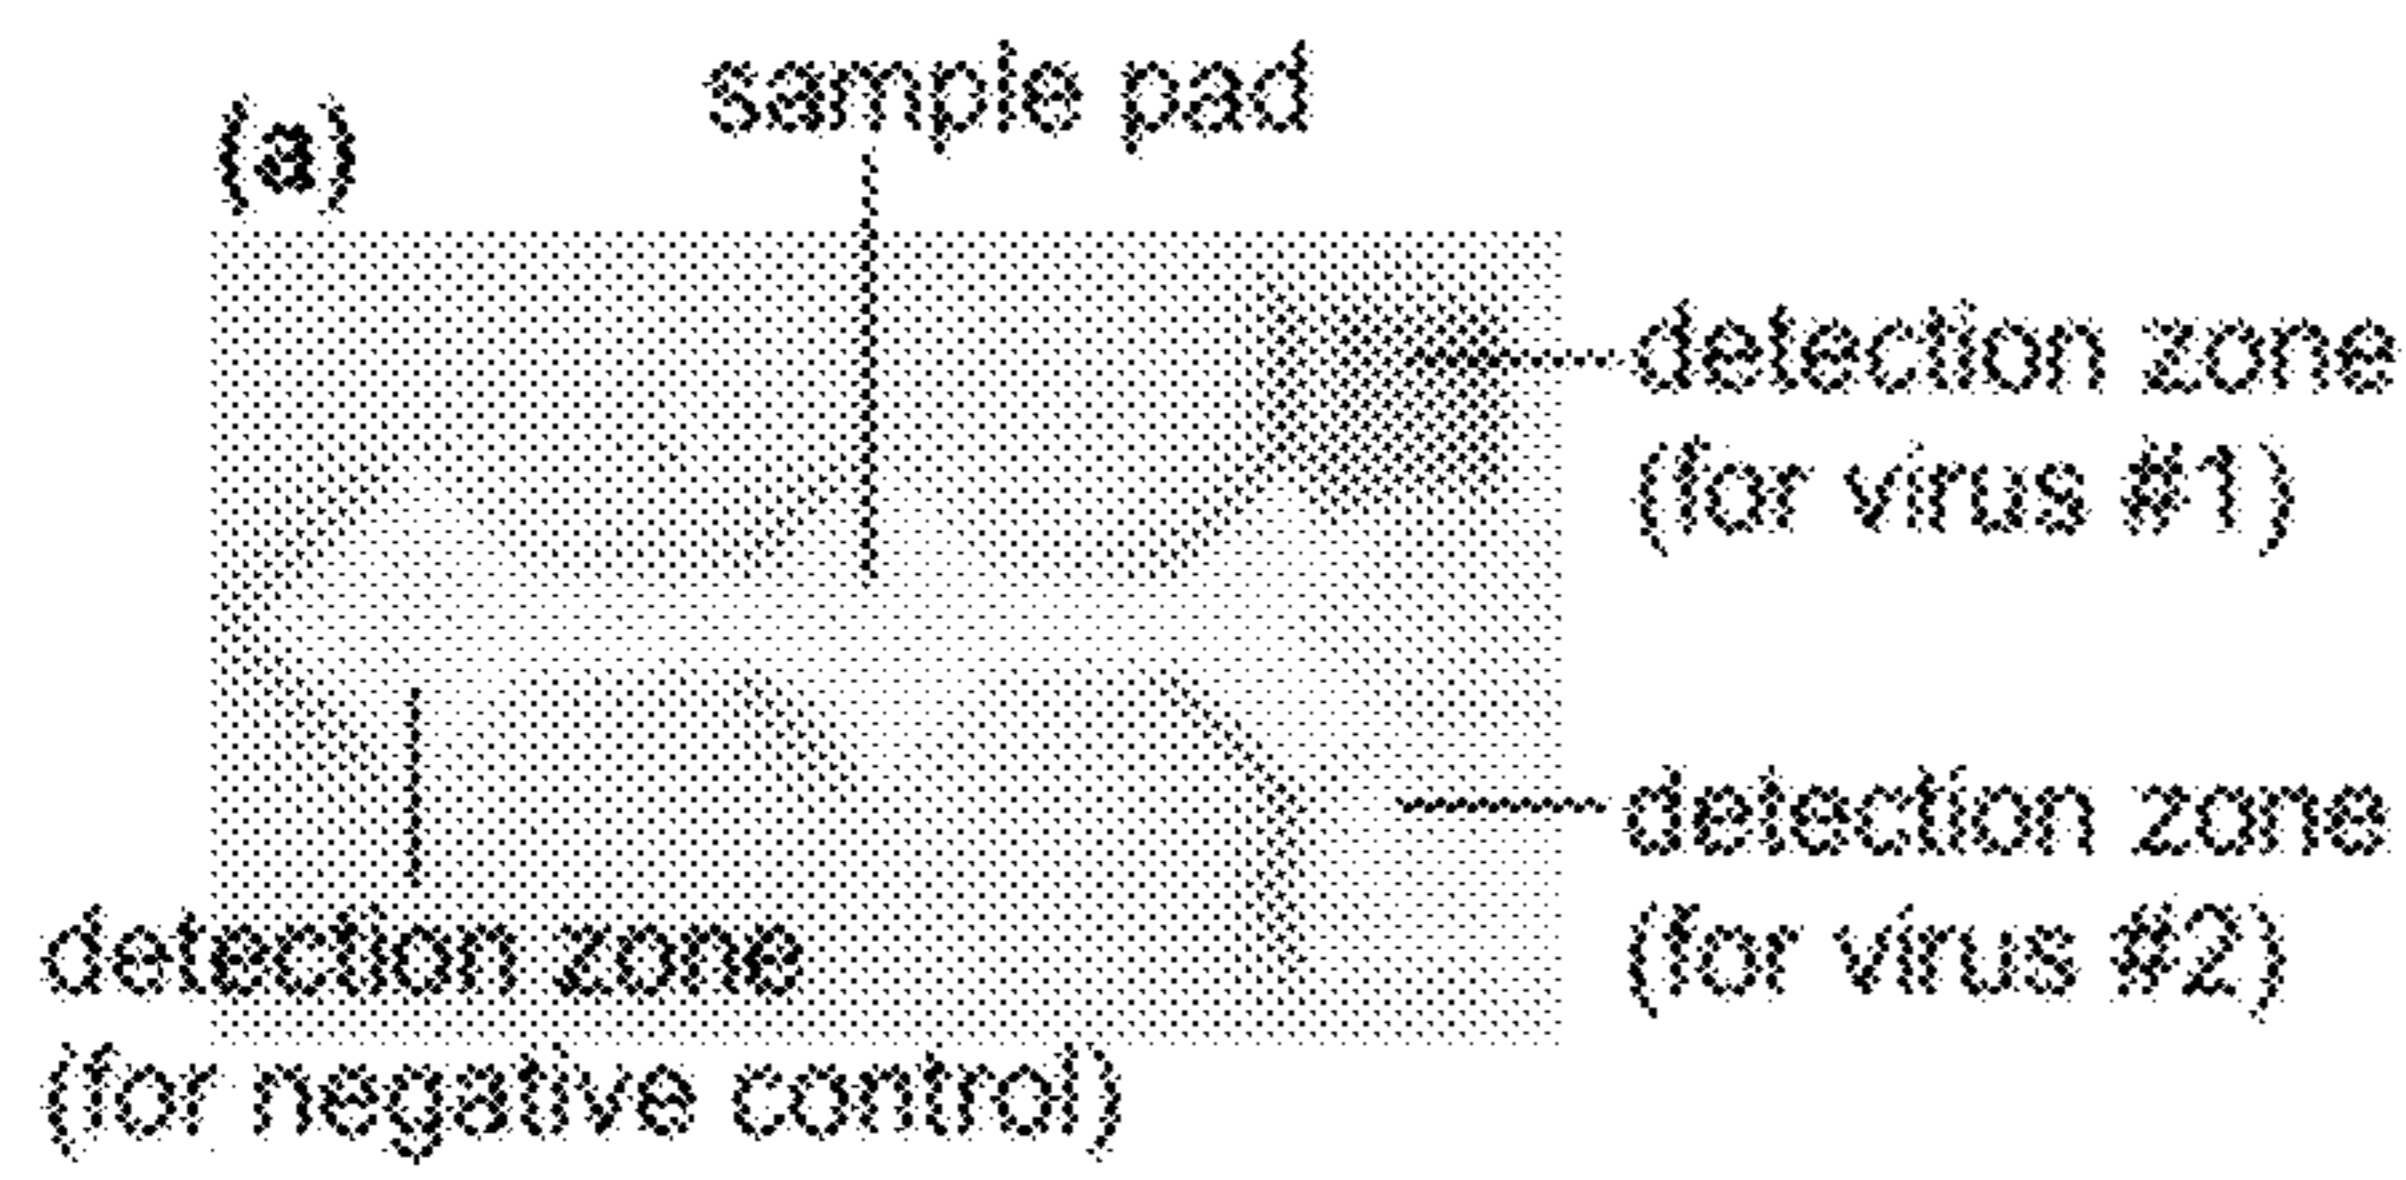 (a)
sample pad
detection zone
(for virus #1)
detection zone
(for virus #2)
detection zone
(for negative control)